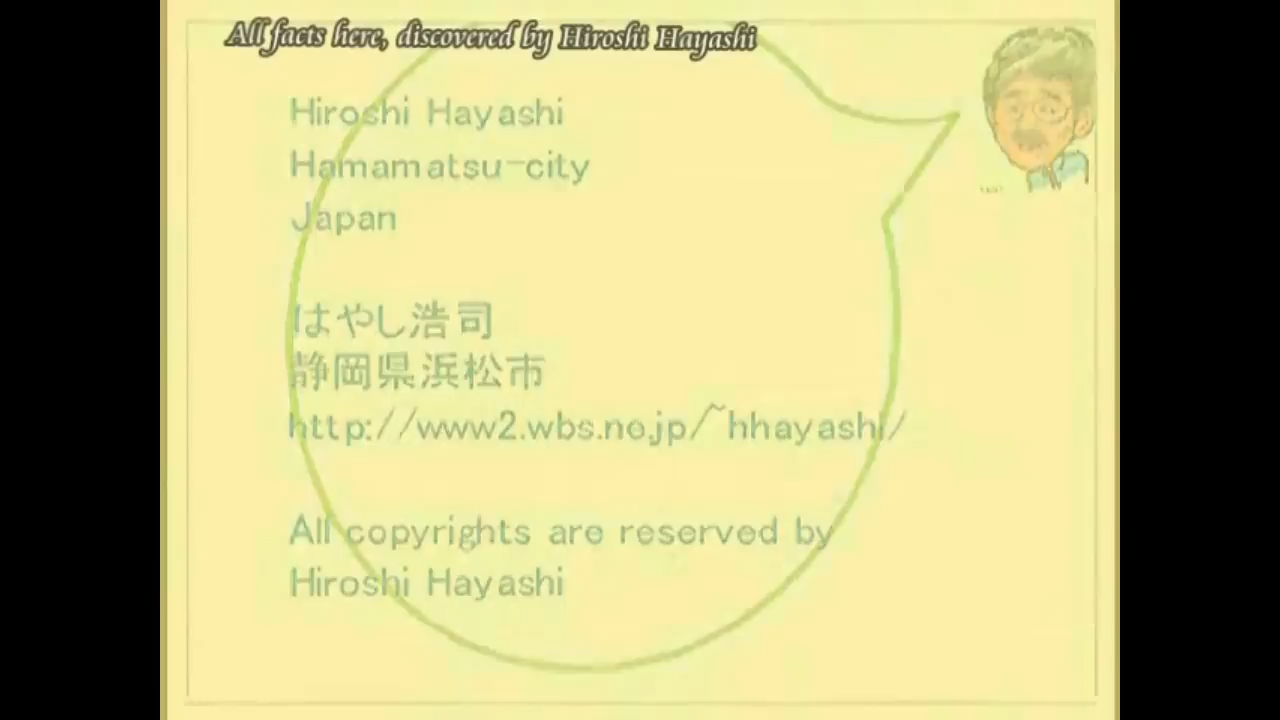 All facts here, discovered by Hiroshi Hayashi
Hiroshi Hayashi
Hamamatsu-city
Japan
はやし浩司
静岡県浜松市
http://www2.wbs.ne.jp/~hhayashi/
All copyrights are reserved by
Hiroshi Hayashi